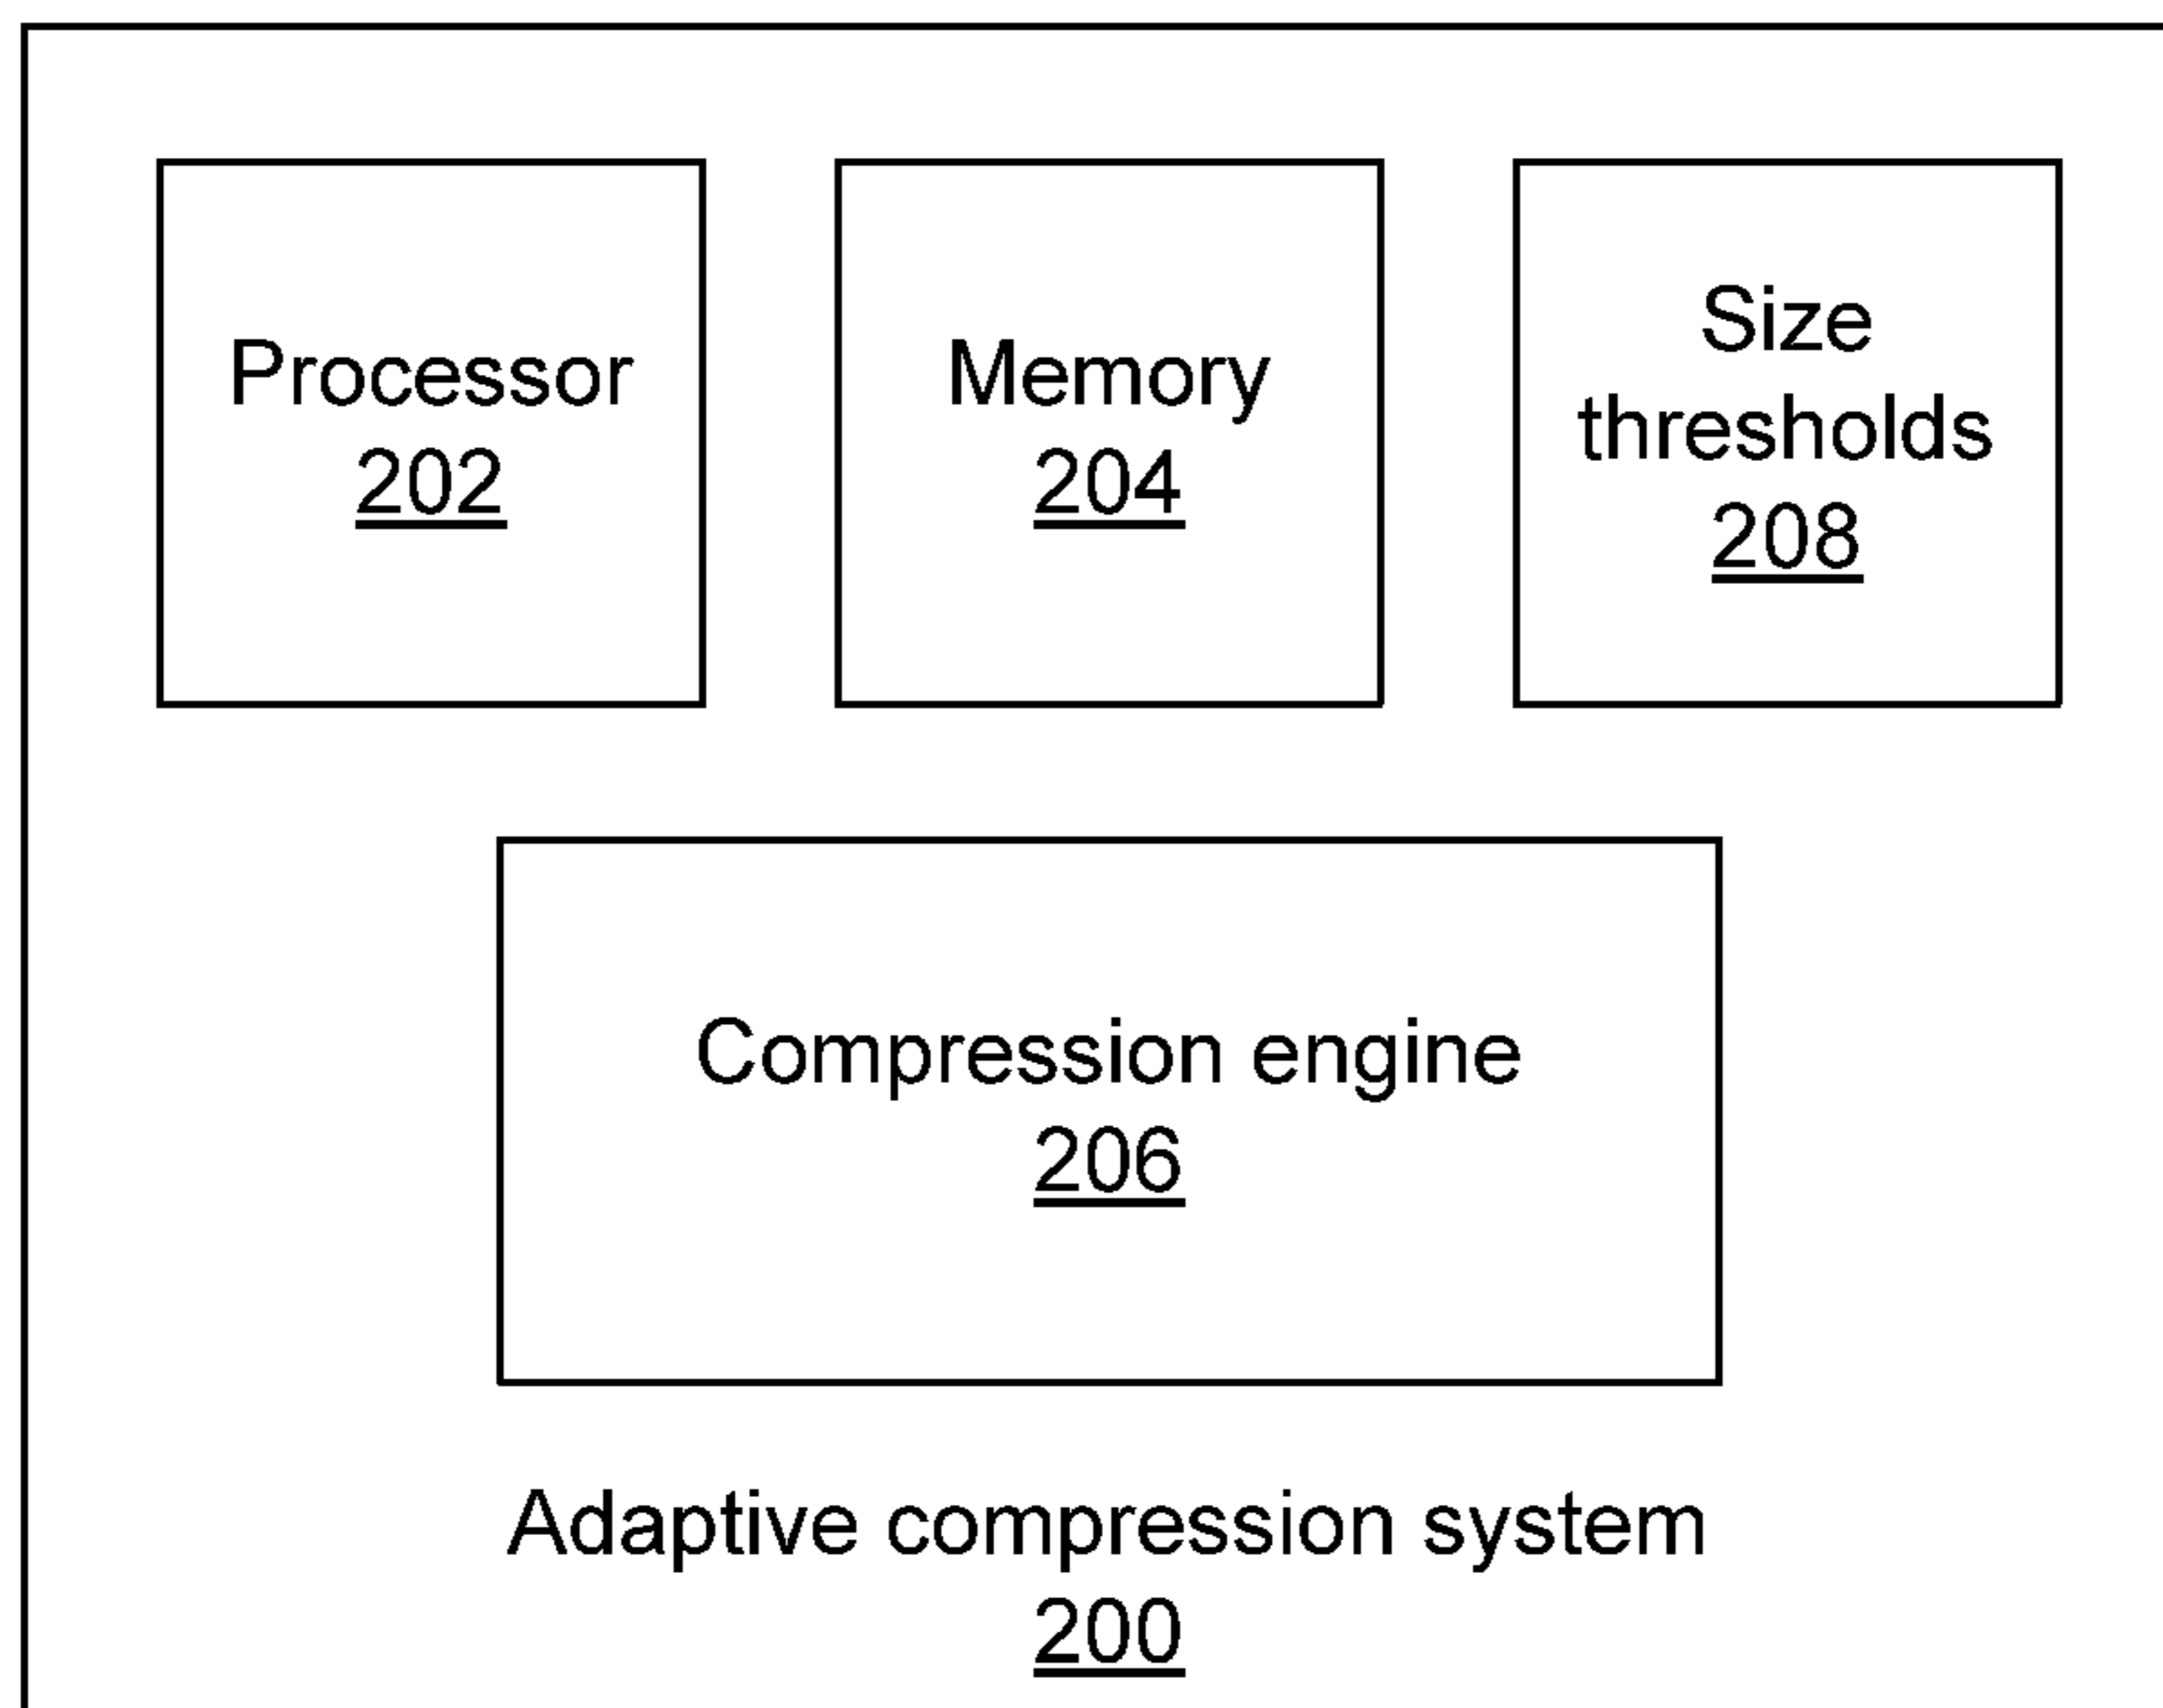 Processor
202
Memory
204
Size
thresholds
208
Compression engine
206
Adaptive compression system
200